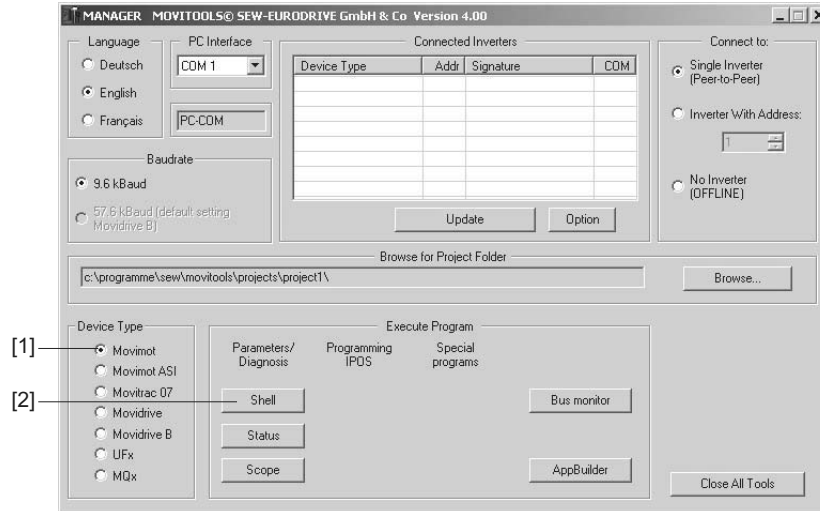 MANAGER MOVITOOLS© SEW-EURODRIVE GmbH & Co Version 4.00
Language
Deutsch
English
Français
PC Interface
COM 1
PC-COM
Baudrate
9.6 kBaud
57.6 kBaud (default setting
Movidrive B)
Connected Inverters
Device Type Addr Signature COM
Update
Option
Connect to:
Single Inverter
(Peer-to-Peer)
Inverter With Address:
1
No Inverter
(OFFLINE)
Browse for Project Folder
c:\programme\sew\movitools\projects\project1\
Browse...
Device Type
[1]
Movimot
Movimot ASI
[2]
Movitrac 07
Movidrive
Movidrive B
UFx
MQx
Execute Program
Parameters/
Diagnosis
Programming
IPOS
Special
programs
Shell
Status
Scope
Bus monitor
AppBuilder
Close All Tools